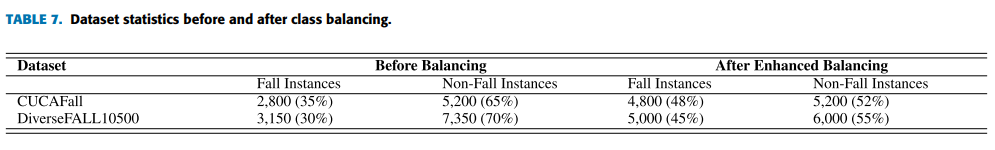 TABLE 7. Dataset statistics before and after class balancing.
Dataset Before Balancing After Enhanced Balancing
Fall Instances Non-Fall Instances Fall Instances Non-Fall Instances
CUCAFall 2,800 (35%) 5,200 (65%) 4,800 (48%) 5,200 (52%)
DiverseFALL10500 3,150 (30%) 7,350 (70%) 5,000 (45%) 6,000 (55%)